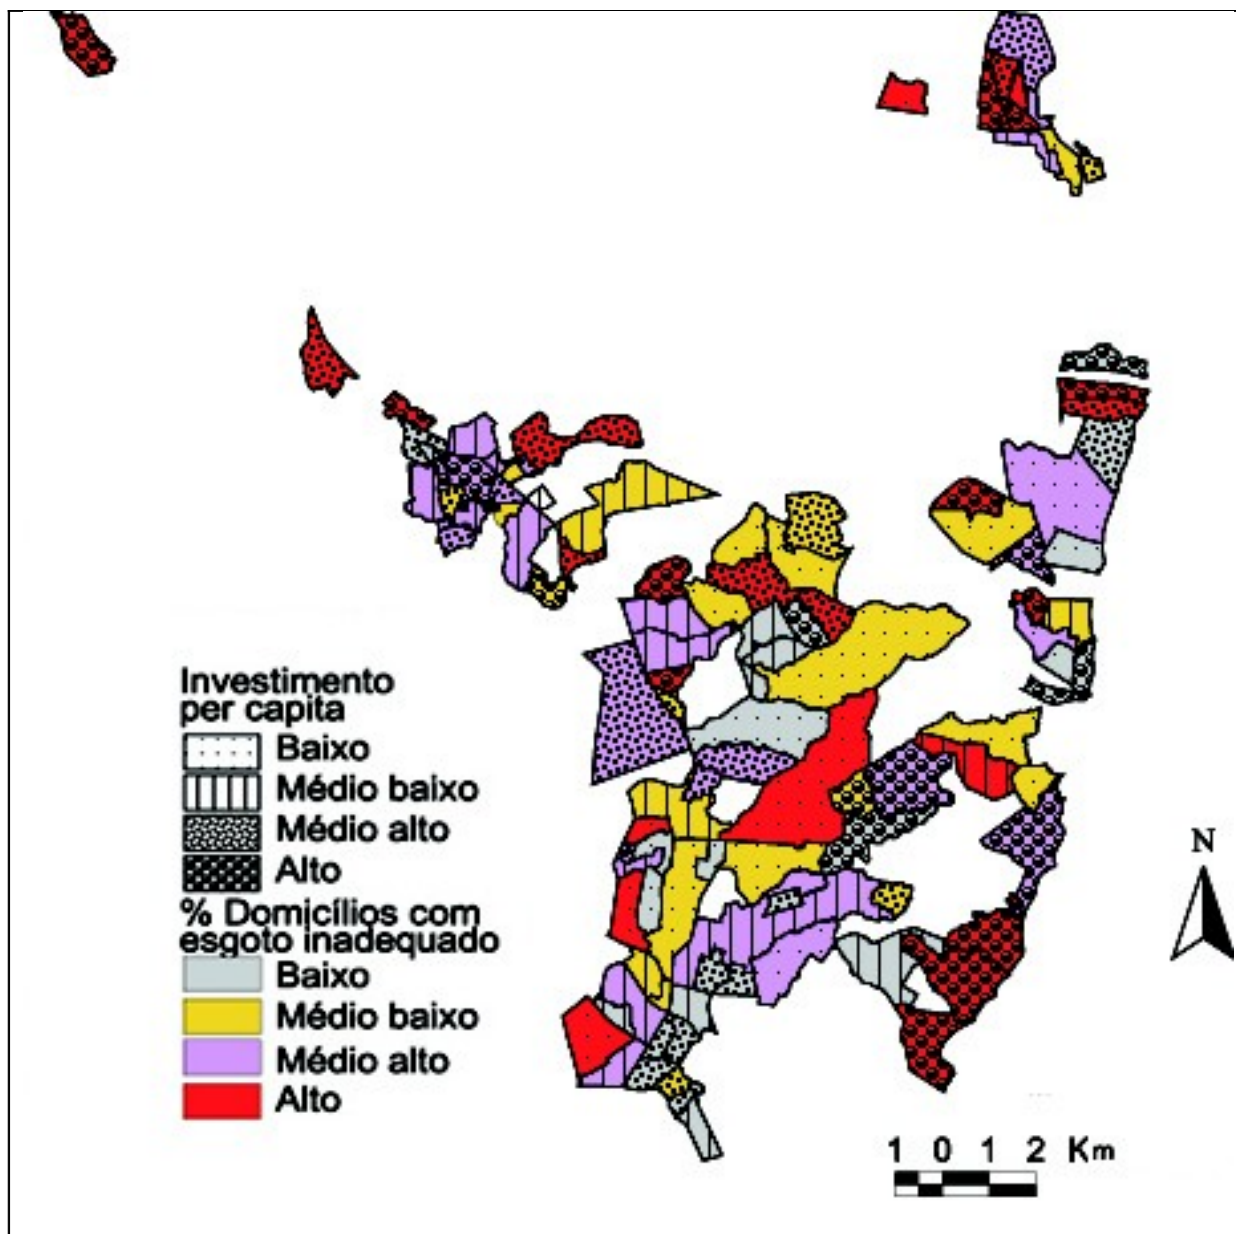 Investimento
per capita
Baixo
Médio baixo
Médio alto
Alto
% Domicílios com
esgoto inadequado
Baixo
Médio baixo
Médio alto
Alto
N
1 0 1 2 Km